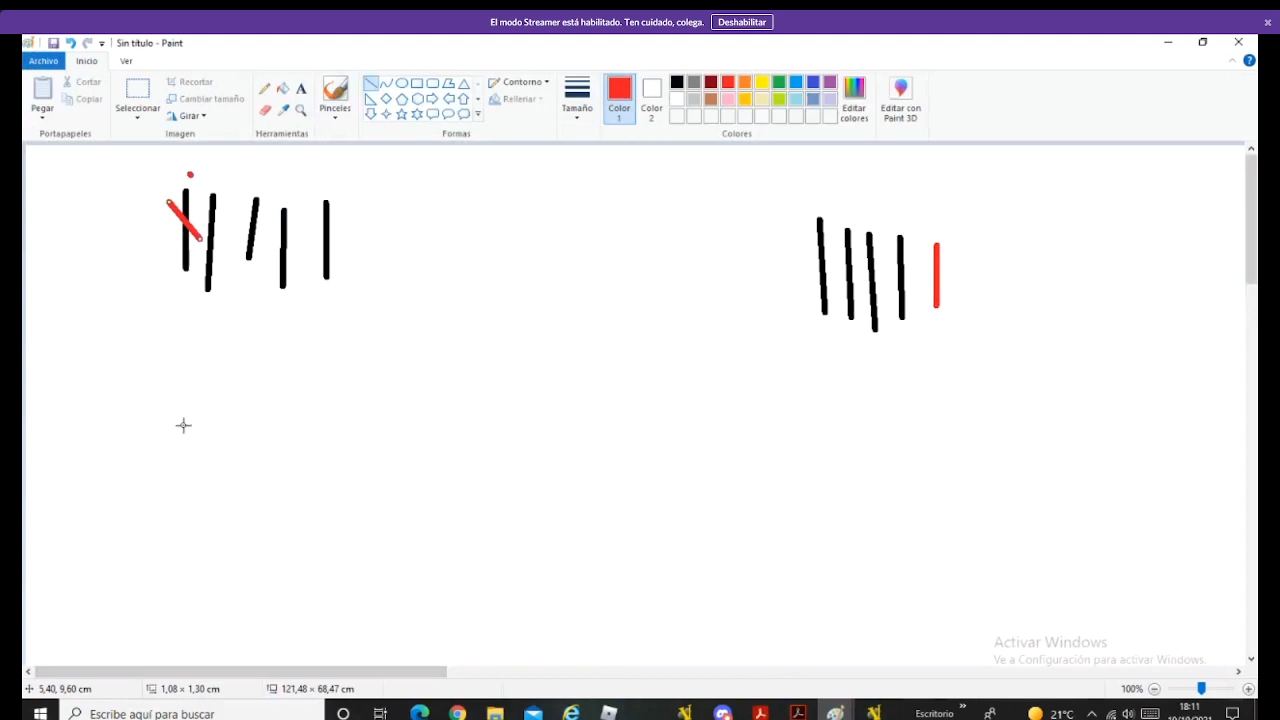 El modo Streamer está habilitado. Ten cuidado, colega. Deshabilitar
Sin título - Paint
Archivo Inicio Ver
Pegar
Cortar
Copiar
Portapapeles
Seleccionar
Recortar
Cambiar tamaño
Girar
Imagen
Herramientas
Pinceles
Contorno
Rellenar
Formas
Tamaño
Color 1
Color 2
Editar colores
Colores
Editar con Paint 3D
Activar Windows
Ve a Configuración para activar Windows.
5,40, 9,60 cm 1,08 × 1,30 cm 121,48 × 68,47 cm 100%
Escribe aquí para buscar Escritorio 21°C 18:11